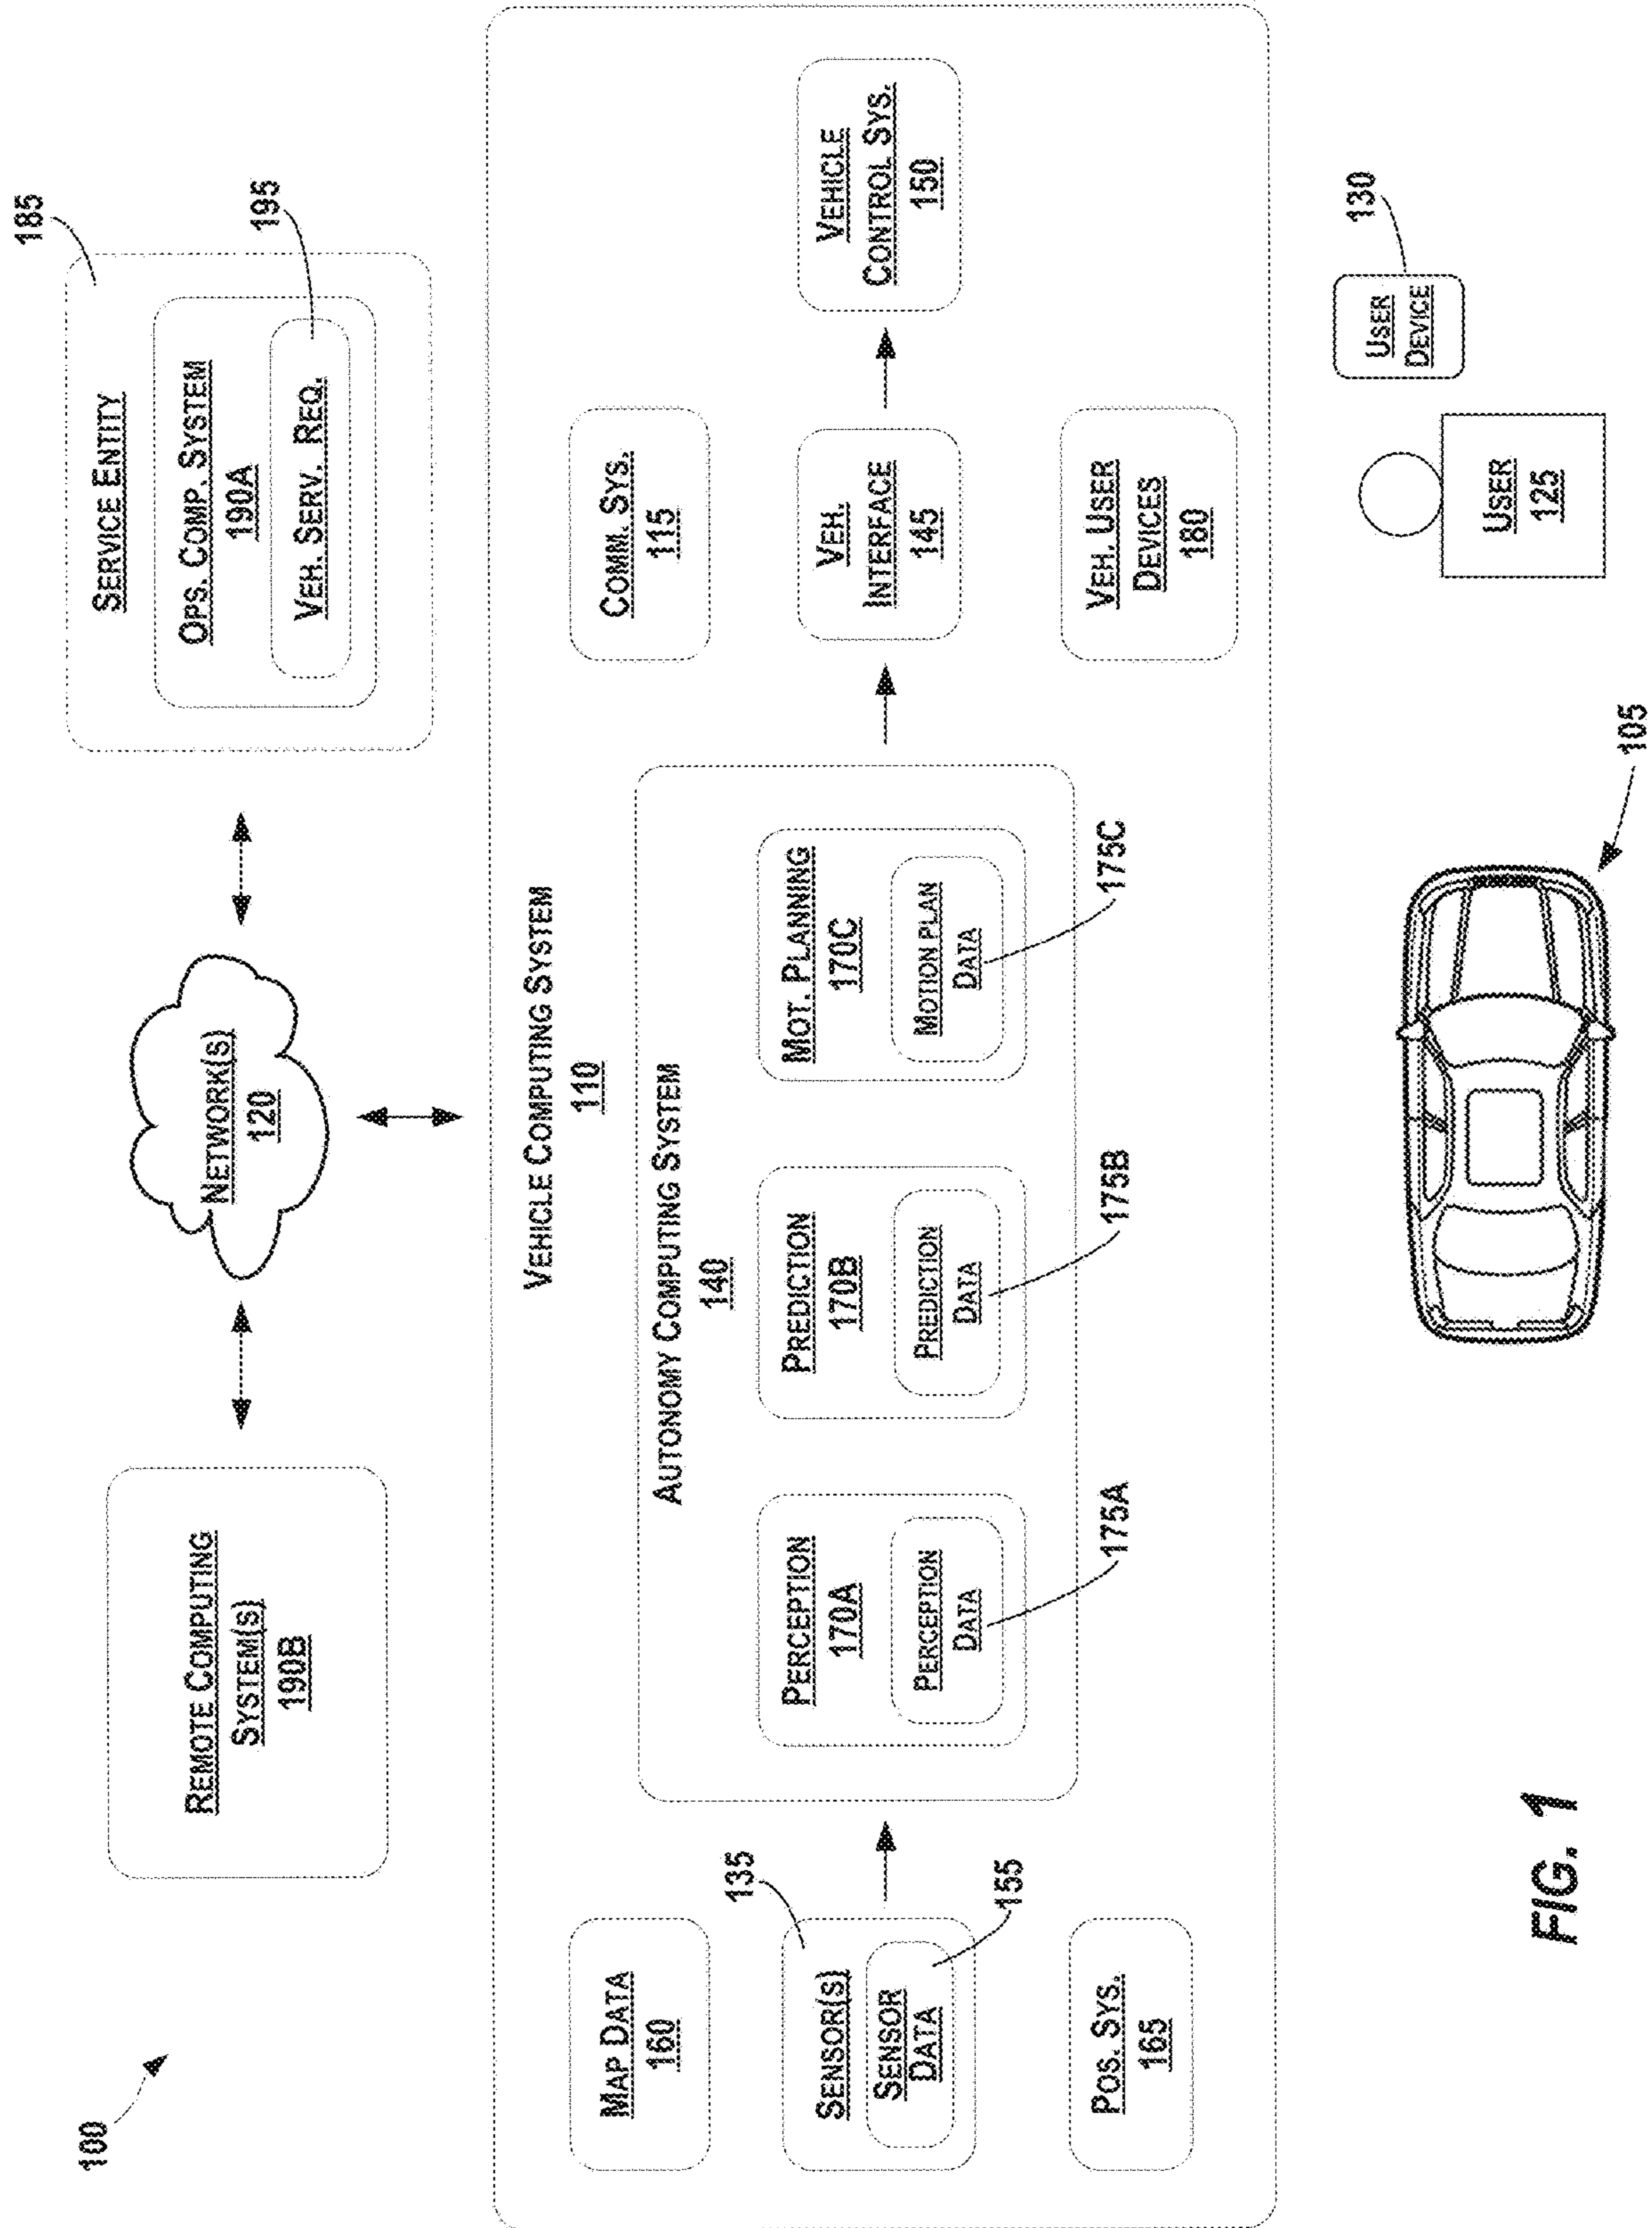 100
REMOTE COMPUTING
SYSTEM(S)
190B
NETWORK(S)
120
185
SERVICE ENTITY
OPS. COMP. SYSTEM
190A
VEH. SERV. REQ.
195
VEHICLE COMPUTING SYSTEM
110
MAP DATA
160
135
SENSOR(S)
SENSOR
DATA
155
POS. SYS.
165
AUTONOMY COMPUTING SYSTEM
140
PERCEPTION
170A
PERCEPTION
DATA
175A
PREDICTION
170B
PREDICTION
DATA
175B
MOT. PLANNING
170C
MOTION PLAN
DATA
175C
COMM. SYS.
115
VEH.
INTERFACE
145
VEH. USER
DEVICES
180
VEHICLE
CONTROL SYS.
150
105
USER
125
USER
DEVICE
130
FIG. 1